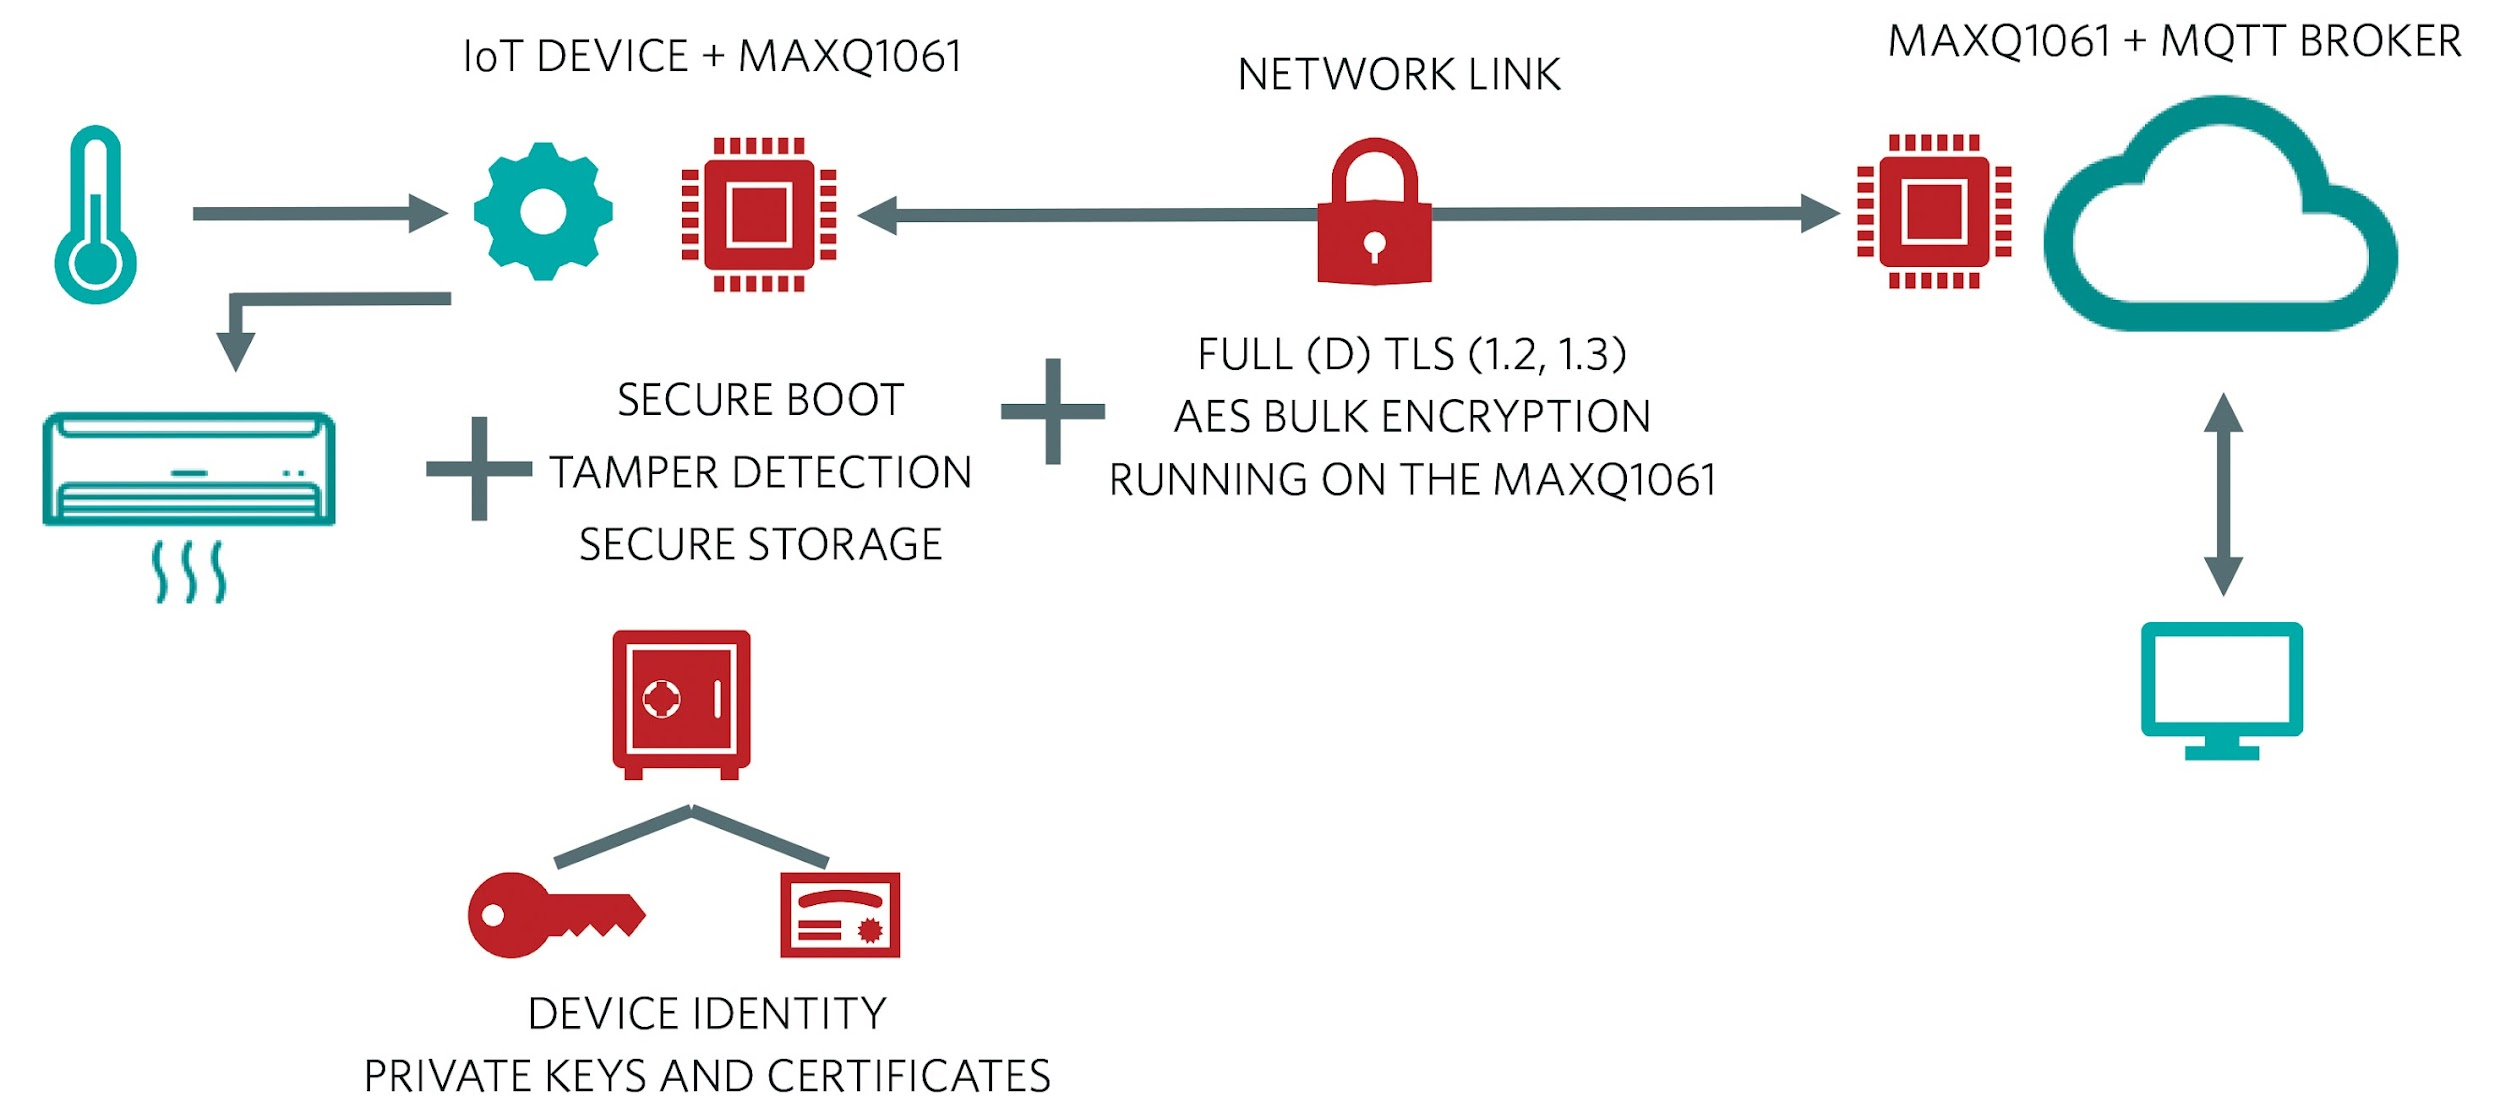 IoT DEVICE + MAXQ1061
NETWORK LINK
MAXQ1061 + MQTT BROKER
SECURE BOOT
TAMPER DETECTION
SECURE STORAGE
FULL (D) TLS (1.2, 1.3)
AES BULK ENCRYPTION
RUNNING ON THE MAXQ1061
DEVICE IDENTITY
PRIVATE KEYS AND CERTIFICATES